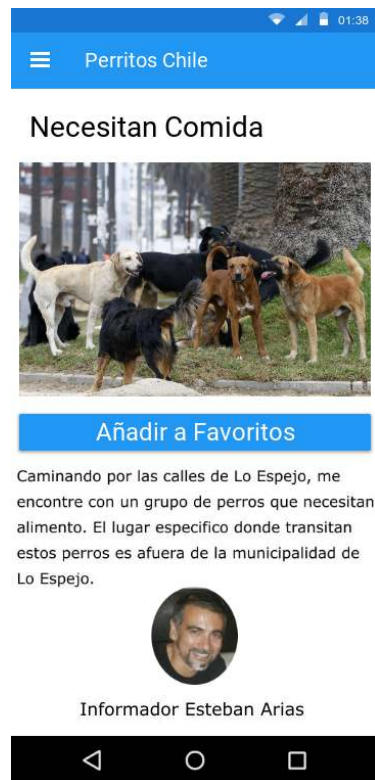 01:38
Perritos Chile
Necesitan Comida
Añadir a Favoritos
Caminando por las calles de Lo Espejo, me
encontre con un grupo de perros que necesitan
alimento. El lugar especifico donde transitan
estos perros es afuera de la municipalidad de
Lo Espejo.
Informador Esteban Arias